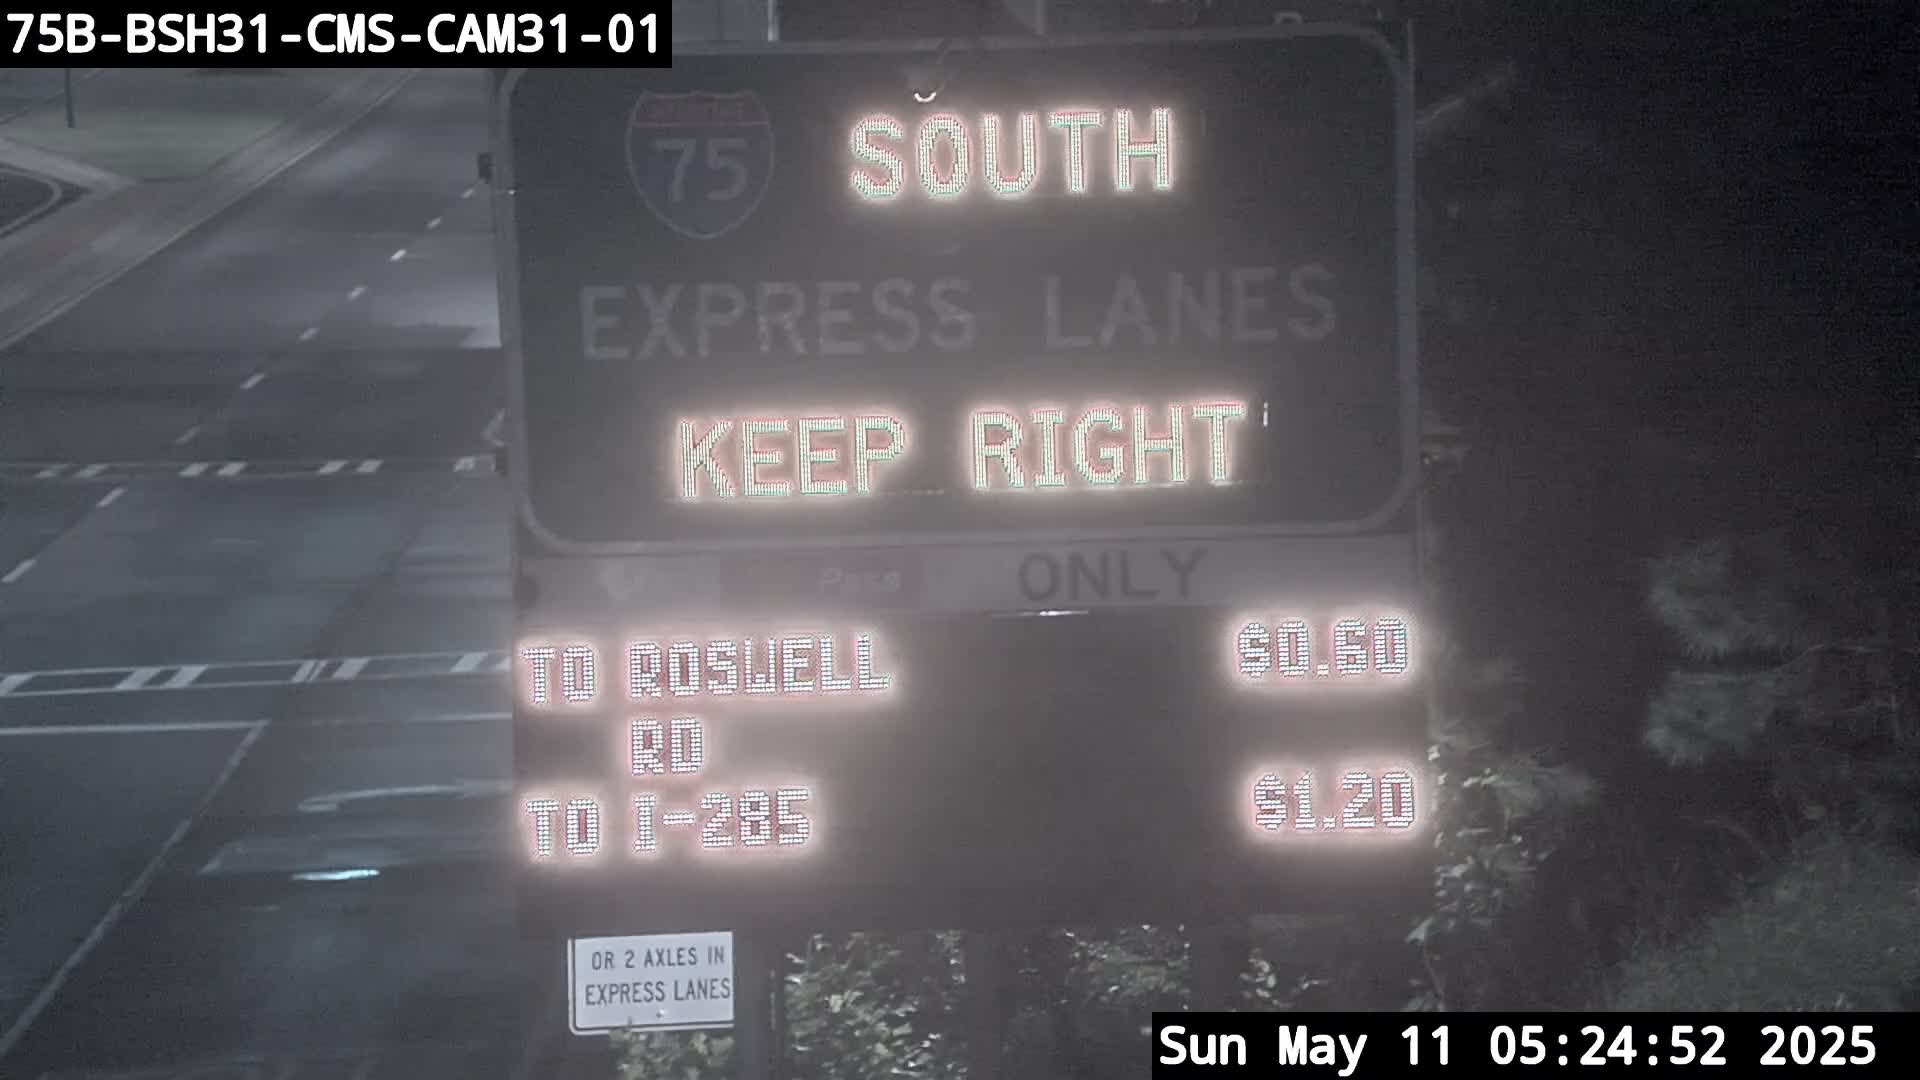 75B-BSH31-CMS-CAM31-01
75
SOUTH
EXPRESS LANES
KEEP RIGHT
Pass ONLY
TO ROSWELL $0.60
RD
TO I-285 $1.20
OR 2 AXLES IN
EXPRESS LANES
Sun May 11 05:24:52 2025